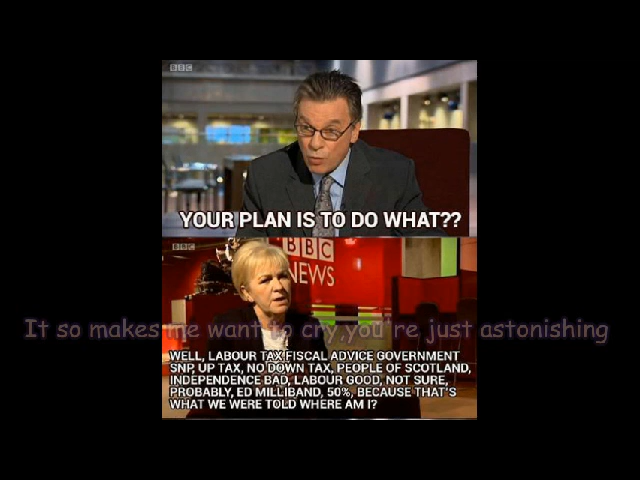 BBC
YOUR PLAN IS TO DO WHAT??
BBC
BBC
NEWS
It so makes me want to cry,you're just astonishing
WELL, LABOUR TAX,FISCAL ADVICE GOVERNMENT
SNP, UP TAX, NO DOWN TAX, PEOPLE OF SCOTLAND,
INDEPENDENCE BAD, LABOUR GOOD, NOT SURE,
PROBABLY, ED MILLIBAND, 50%, BECAUSE THAT'S
WHAT WE WERE TOLD WHERE AM I?